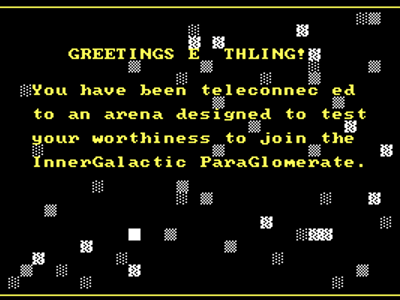 GREETINGS E THLING!
You have been teleconnec ed
to an arena designed to test
your worthiness to join the
InnerGalactic ParaGlomerate.